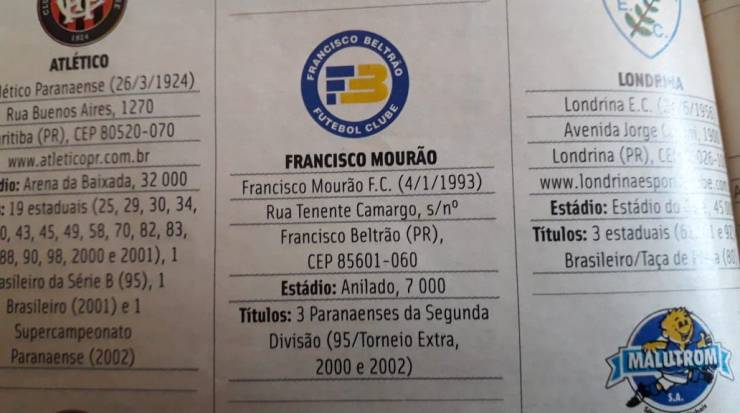 1924
ATLÉTICO
lético Paranaense (26/3/1924)
Rua Buenos Aires, 1270
uritiba (PR), CEP 80520-070
www.atleticopr.com.br
dio: Arena da Baixada, 32 000
s: 19 estaduais (25, 29, 30, 34,
0, 43, 45, 49, 58, 70, 82, 83,
88, 90, 98, 2000 e 2001), 1
asileiro da Série B (95), 1
Brasileiro (2001) e 1
Supercampeonato
Paranaense (2002)
FRANCISCO BELTRÃO
FB
FUTEBOL CLUBE
FRANCISCO MOURÃO
Francisco Mourão F.C. (4/1/1993)
Rua Tenente Camargo, s/nº
Francisco Beltrão (PR),
CEP 85601-060
Estádio: Anilado, 7 000
Títulos: 3 Paranaenses da Segunda
Divisão (95/Torneio Extra,
2000 e 2002)
E. C.
LONDRINA
Londrina E.C.
Avenida Jorge
Londrina (PR),
Estádio: Estádio do
Títulos: 3 estaduais
Brasileiro/Taça de
MALUTROM
S.A.